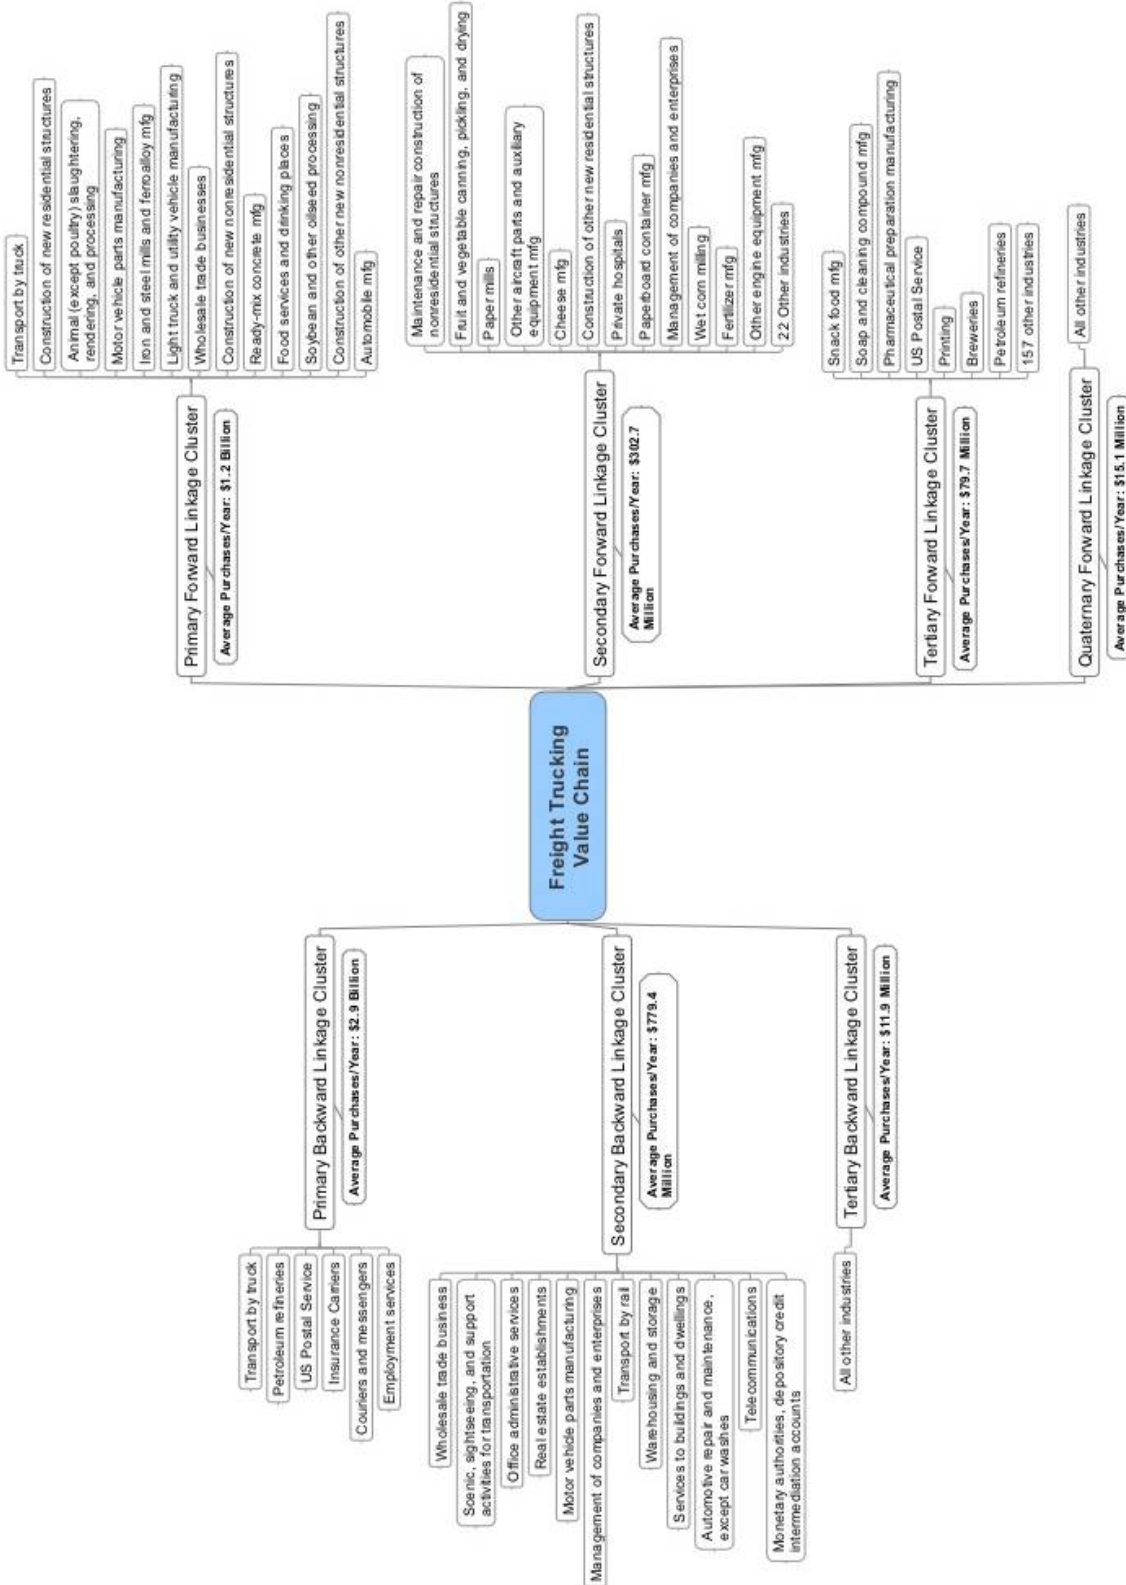 Freight Trucking
Value Chain
Primary Backward Linkage Cluster
Average Purchases/Year: $2.9 Billion
Transport by truck
Petroleum refineries
US Postal Service
Insurance Carriers
Couriers and messengers
Employment services
Secondary Backward Linkage Cluster
Average Purchases/Year: $779.4
Million
Wholesale trade business
Scenic, sightseeing, and support
activities for transportation
Office administrative services
Real estate establishments
Motor vehicle parts manufacturing
Management of companies and enterprises
Transport by rail
Warehousing and storage
Services to buildings and dwellings
Automotive repair and maintenance,
except car washes
Telecommunications
Monetary authorities, depository credit
intermediation accounts
Tertiary Backward Linkage Cluster
Average Purchases/Year: $11.9 Million
All other industries
Primary Forward Linkage Cluster
Average Purchases/Year: $1.2 Billion
Transport by truck
Construction of new residential structures
Animal (except poultry) slaughtering,
rendering, and processing
Motor vehicle parts manufacturing
Iron and steel mills and ferroalloy mfg
Light truck and utility vehicle manufacturing
Wholesale trade businesses
Construction of new nonresidential structures
Ready-mix concrete mfg
Food services and drinking places
Soybean and other oilseed processing
Construction of other new nonresidential structures
Automobile mfg
Secondary Forward Linkage Cluster
Average Purchases/Year: $302.7
Million
Maintenance and repair construction of
nonresidential structures
Fruit and vegetable canning, pickling, and drying
Paper mills
Other aircraft parts and auxiliary
equipment mfg
Cheese mfg
Construction of other new residential structures
Private hospitals
Paperboard container mfg
Management of companies and enterprises
Wet corn milling
Fertilizer mfg
Other engine equipment mfg
22 Other industries
Tertiary Forward Linkage Cluster
Average Purchases/Year: $79.7 Million
Snack food mfg
Soap and cleaning compound mfg
Pharmaceutical preparation manufacturing
US Postal Service
Printing
Breweries
Petroleum refineries
157 other industries
Quaternary Forward Linkage Cluster
Average Purchases/Year: $15.1 Million
All other industries